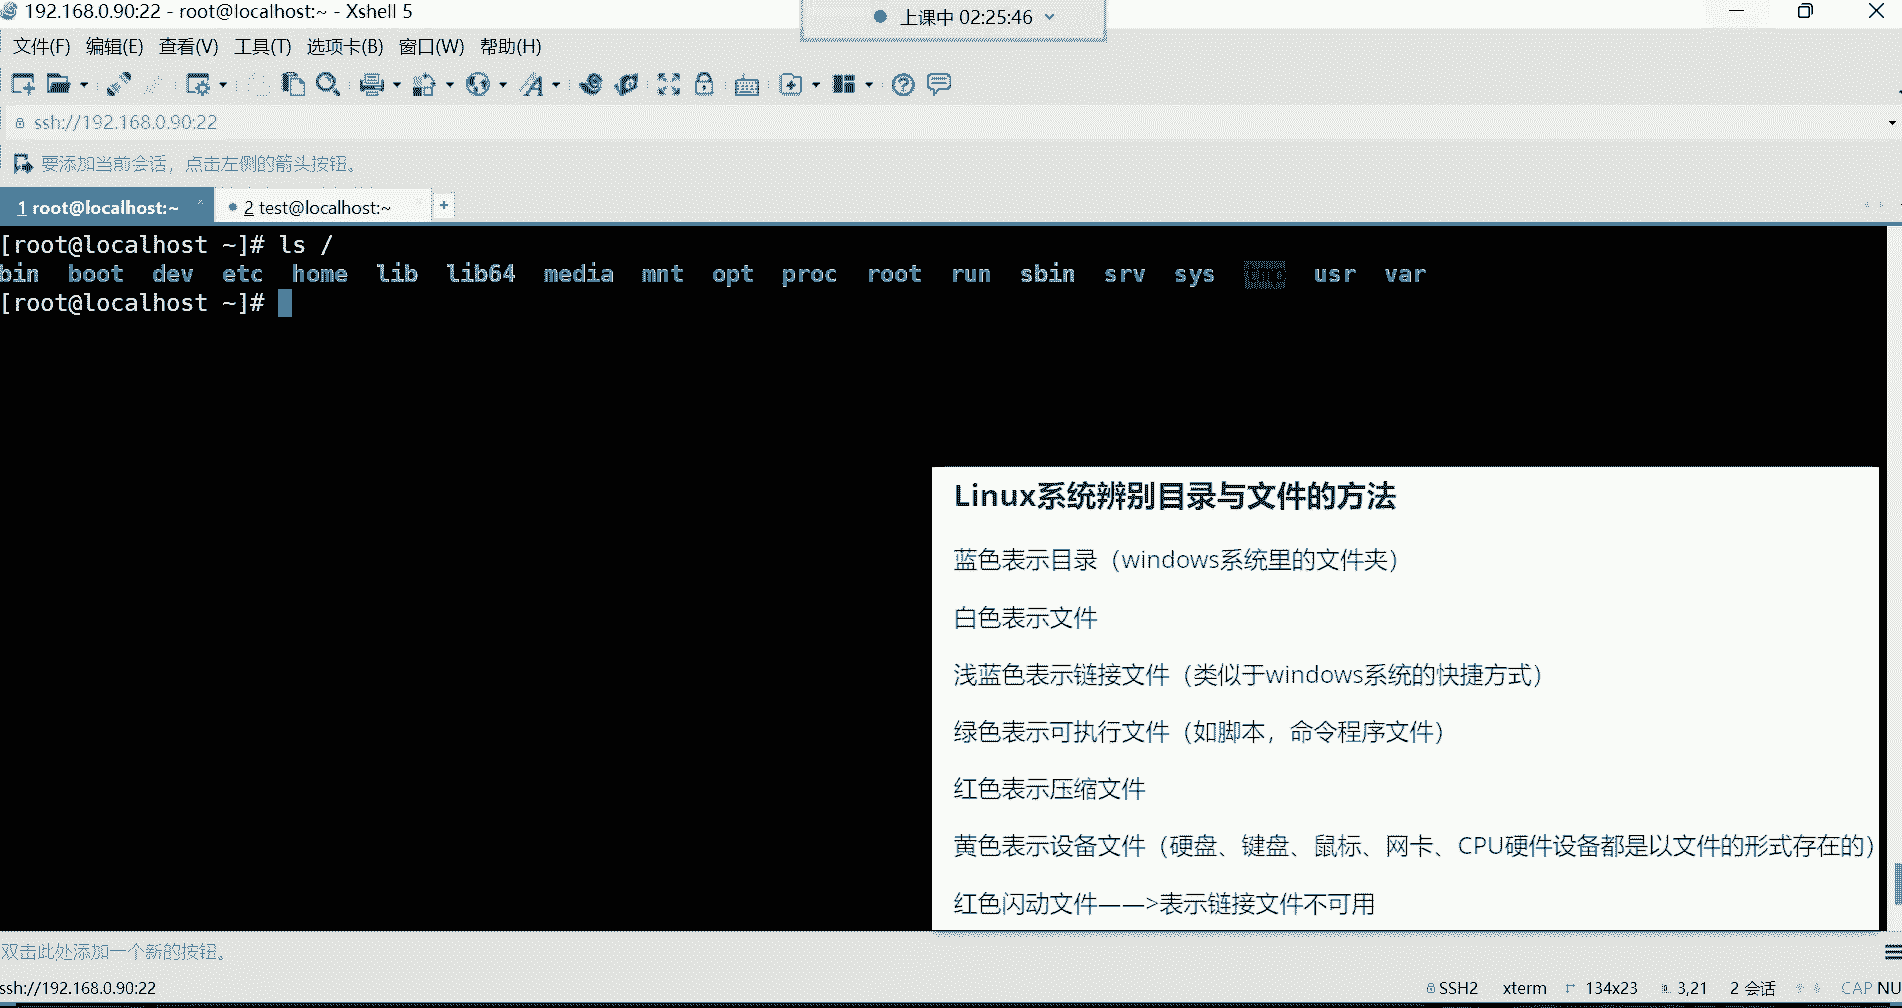 192.168.0.90:22 - root@localhost:~ - Xshell 5
上课中 02:25:46
文件(F) 编辑(E) 查看(V) 工具(T) 选项卡(B) 窗口(W) 帮助(H)
ssh://192.168.0.90:22
要添加当前会话，点击左侧的箭头按钮。
1 root@localhost:~ 2 test@localhost:~
[root@localhost ~]# ls /
bin boot dev etc home lib lib64 media mnt opt proc root run sbin srv sys usr var
[root@localhost ~]#
Linux系统辨别目录与文件的方法
蓝色表示目录（windows系统里的文件夹）
白色表示文件
浅蓝色表示链接文件（类似于windows系统的快捷方式）
绿色表示可执行文件（如脚本，命令程序文件）
红色表示压缩文件
黄色表示设备文件（硬盘、键盘、鼠标、网卡、CPU硬件设备都是以文件的形式存在的）
红色闪动文件——>表示链接文件不可用
双击此处添加一个新的按钮。
ssh://192.168.0.90:22 SSH2 xterm 134x23 3,21 2 会话 CAP NU